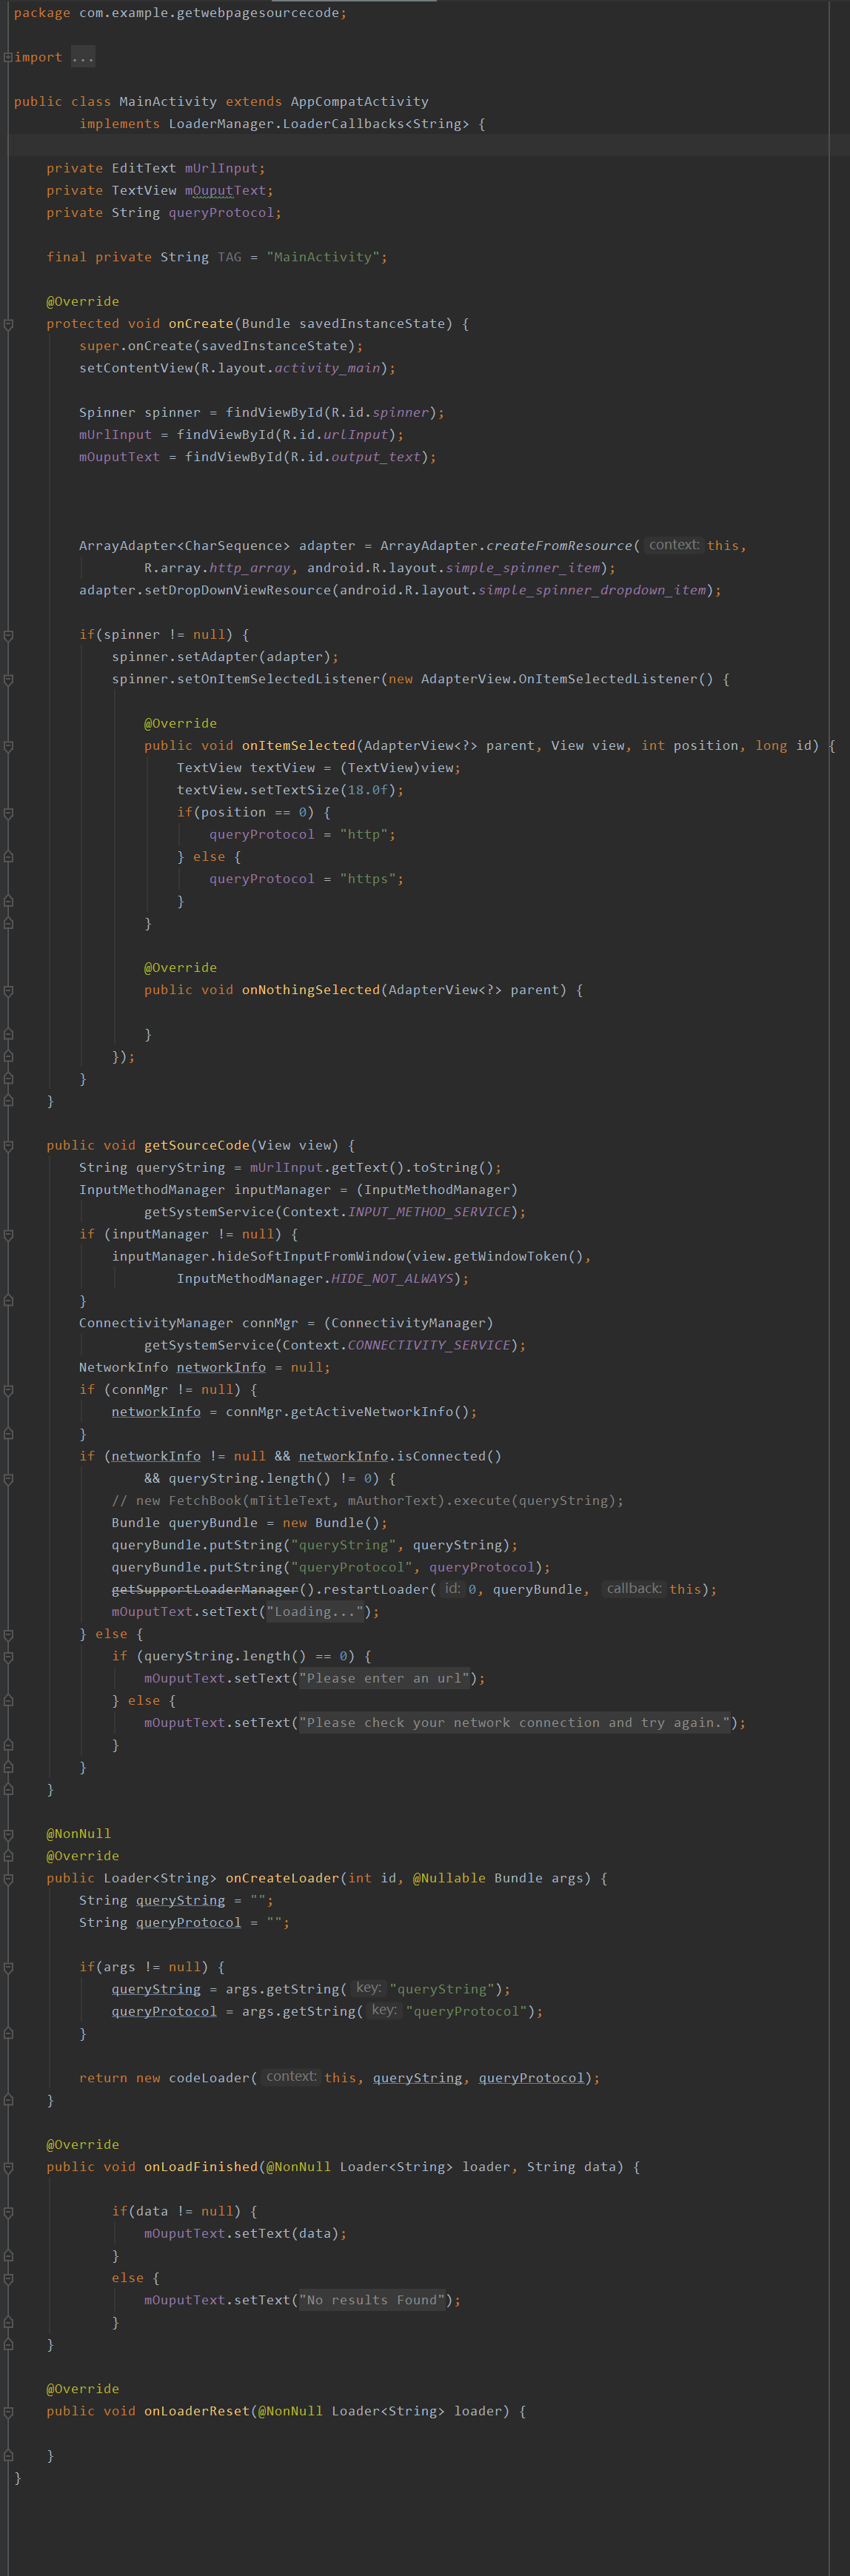 package com.example.getwebpagesourcecode;
import ...
public class MainActivity extends AppCompatActivity
implements LoaderManager.LoaderCallbacks<String> {
private EditText mUrlInput;
private TextView mOuputText;
private String queryProtocol;
final private String TAG = "MainActivity";
@Override
protected void onCreate(Bundle savedInstanceState) {
super.onCreate(savedInstanceState);
setContentView(R.layout.activity_main);
Spinner spinner = findViewById(R.id.spinner);
mUrlInput = findViewById(R.id.urlInput);
mOuputText = findViewById(R.id.output_text);
ArrayAdapter<CharSequence> adapter = ArrayAdapter.createFromResource( context: this,
R.array.http_array, android.R.layout.simple_spinner_item);
adapter.setDropDownViewResource(android.R.layout.simple_spinner_dropdown_item);
if(spinner != null) {
spinner.setAdapter(adapter);
spinner.setOnItemSelectedListener(new AdapterView.OnItemSelectedListener() {
@Override
public void onItemSelected(AdapterView<?> parent, View view, int position, long id) {
TextView textView = (TextView)view;
textView.setTextSize(18.0f);
if(position == 0) {
queryProtocol = "http";
} else {
queryProtocol = "https";
}
}
@Override
public void onNothingSelected(AdapterView<?> parent) {
}
});
}
}
public void getSourceCode(View view) {
String queryString = mUrlInput.getText().toString();
InputMethodManager inputManager = (InputMethodManager)
getSystemService(Context.INPUT_METHOD_SERVICE);
if (inputManager != null) {
inputManager.hideSoftInputFromWindow(view.getWindowToken(),
InputMethodManager.HIDE_NOT_ALWAYS);
}
ConnectivityManager connMgr = (ConnectivityManager)
getSystemService(Context.CONNECTIVITY_SERVICE);
NetworkInfo networkInfo = null;
if (connMgr != null) {
networkInfo = connMgr.getActiveNetworkInfo();
}
if (networkInfo != null && networkInfo.isConnected()
&& queryString.length() != 0) {
// new FetchBook(mTitleText, mAuthorText).execute(queryString);
Bundle queryBundle = new Bundle();
queryBundle.putString("queryString", queryString);
queryBundle.putString("queryProtocol", queryProtocol);
getSupportLoaderManager().restartLoader( id: 0, queryBundle, callback: this);
mOuputText.setText("Loading...");
} else {
if (queryString.length() == 0) {
mOuputText.setText("Please enter an url");
} else {
mOuputText.setText("Please check your network connection and try again.");
}
}
}
@NonNull
@Override
public Loader<String> onCreateLoader(int id, @Nullable Bundle args) {
String queryString = "";
String queryProtocol = "";
if(args != null) {
queryString = args.getString( key: "queryString");
queryProtocol = args.getString( key: "queryProtocol");
}
return new codeLoader( context: this, queryString, queryProtocol);
}
@Override
public void onLoadFinished(@NonNull Loader<String> loader, String data) {
if(data != null) {
mOuputText.setText(data);
}
else {
mOuputText.setText("No results Found");
}
}
@Override
public void onLoaderReset(@NonNull Loader<String> loader) {
}
}